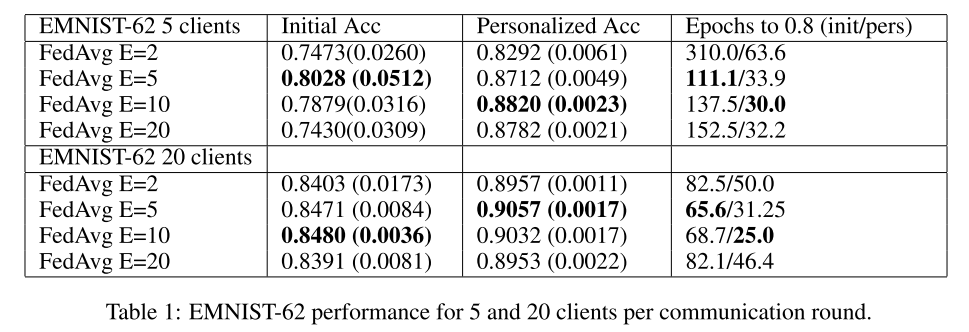 EMNIST-62 5 clients Initial Acc Personalized Acc Epochs to 0.8 (init/pers)
FedAvg E=2 0.7473(0.0260) 0.8292 (0.0061) 310.0/63.6
FedAvg E=5 0.8028 (0.0512) 0.8712 (0.0049) 111.1/33.9
FedAvg E=10 0.7879(0.0316) 0.8820 (0.0023) 137.5/30.0
FedAvg E=20 0.7430(0.0309) 0.8782 (0.0021) 152.5/32.2
EMNIST-62 20 clients
FedAvg E=2 0.8403 (0.0173) 0.8957 (0.0011) 82.5/50.0
FedAvg E=5 0.8471 (0.0084) 0.9057 (0.0017) 65.6/31.25
FedAvg E=10 0.8480 (0.0036) 0.9032 (0.0017) 68.7/25.0
FedAvg E=20 0.8391 (0.0081) 0.8953 (0.0022) 82.1/46.4
Table 1: EMNIST-62 performance for 5 and 20 clients per communication round.